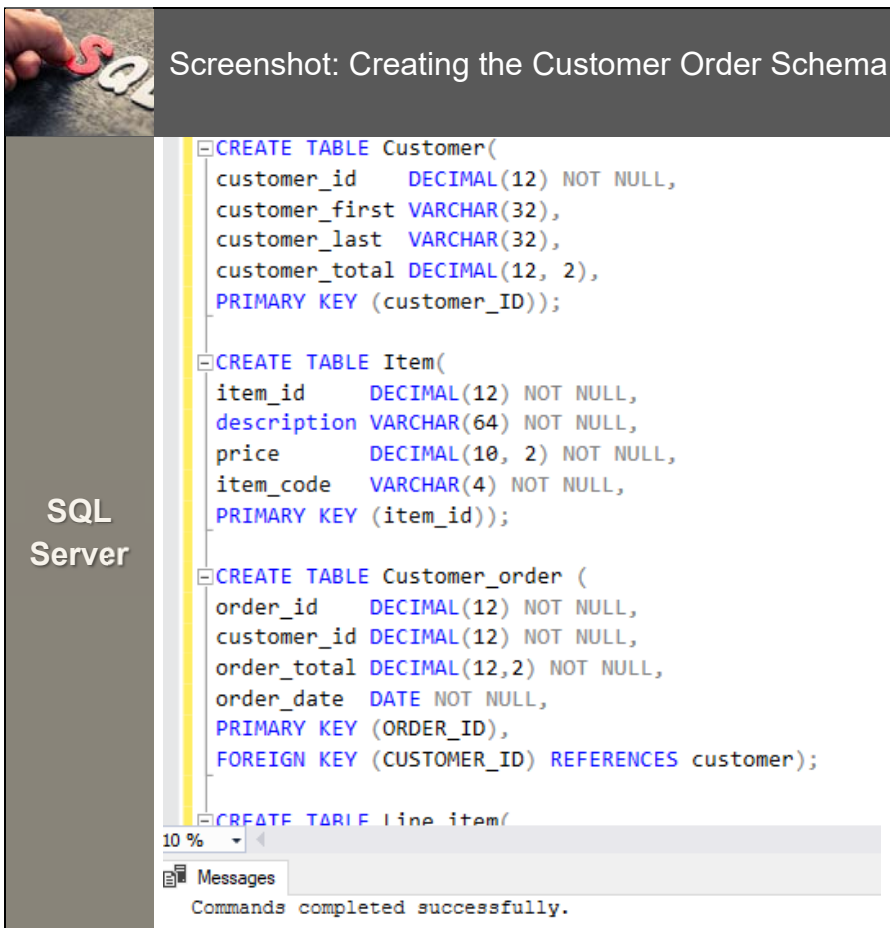 SQL
Screenshot: Creating the Customer Order Schema
SQL
Server
CREATE TABLE Customer(
customer_id    DECIMAL(12) NOT NULL,
customer_first VARCHAR(32),
customer_last  VARCHAR(32),
customer_total DECIMAL(12, 2),
PRIMARY KEY (customer_ID));
CREATE TABLE Item(
item_id     DECIMAL(12) NOT NULL,
description VARCHAR(64) NOT NULL,
price       DECIMAL(10, 2) NOT NULL,
item_code   VARCHAR(4) NOT NULL,
PRIMARY KEY (item_id));
CREATE TABLE Customer_order (
order_id    DECIMAL(12) NOT NULL,
customer_id DECIMAL(12) NOT NULL,
order_total DECIMAL(12,2) NOT NULL,
order_date  DATE NOT NULL,
PRIMARY KEY (ORDER_ID),
FOREIGN KEY (CUSTOMER_ID) REFERENCES customer);
CREATE TABLE Line_item(
10 %
Messages
Commands completed successfully.